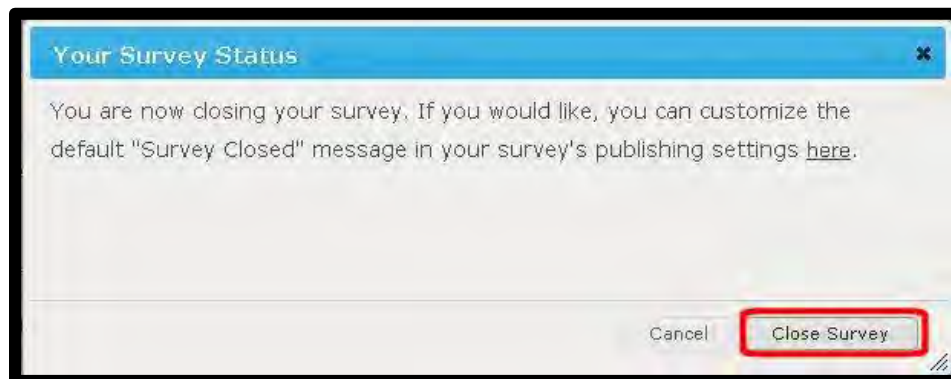 Your Survey Status
You are now closing your survey. If you would like, you can customize the
default "Survey Closed" message in your survey's publishing settings here.
Cancel Close Survey